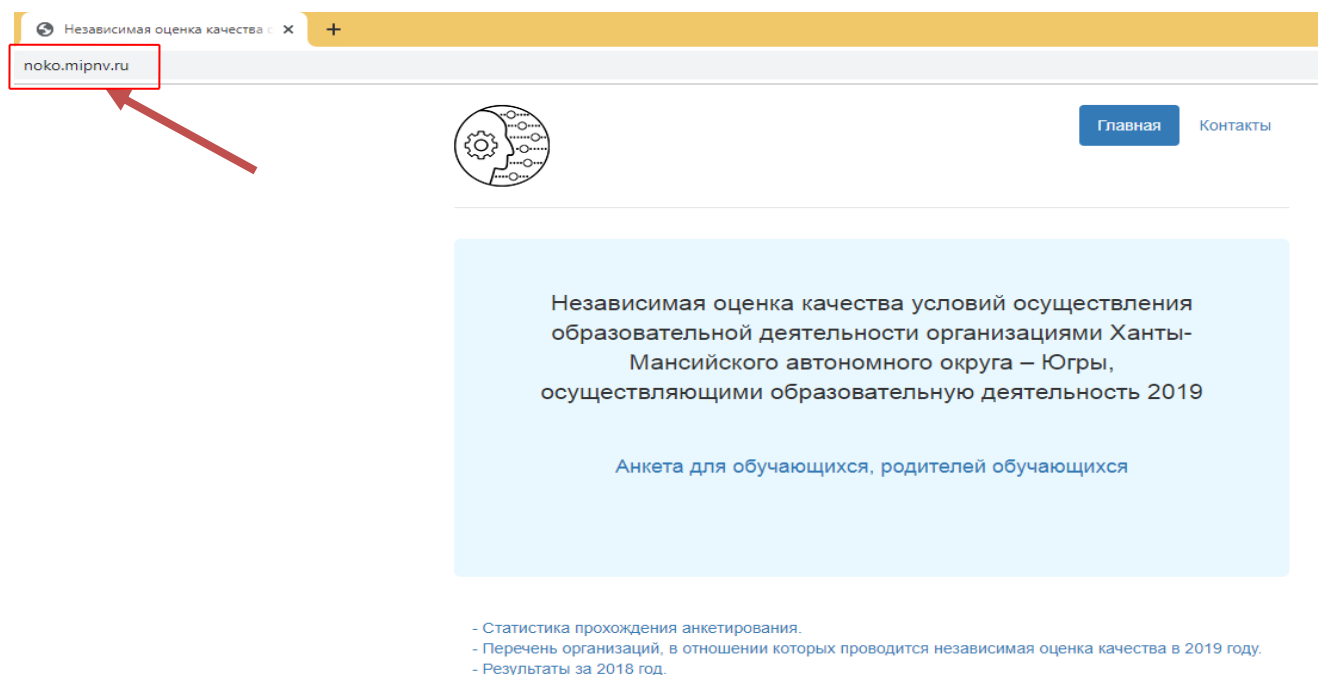 Независимая оценка качества с
noko.mipnv.ru
Главная Контакты
Независимая оценка качества условий осуществления
образовательной деятельности организациями Ханты-
Мансийского автономного округа – Югры,
осуществляющими образовательную деятельность 2019
Анкета для обучающихся, родителей обучающихся
- Статистика прохождения анкетирования.
- Перечень организаций, в отношении которых проводится независимая оценка качества в 2019 году.
- Результаты за 2018 год.